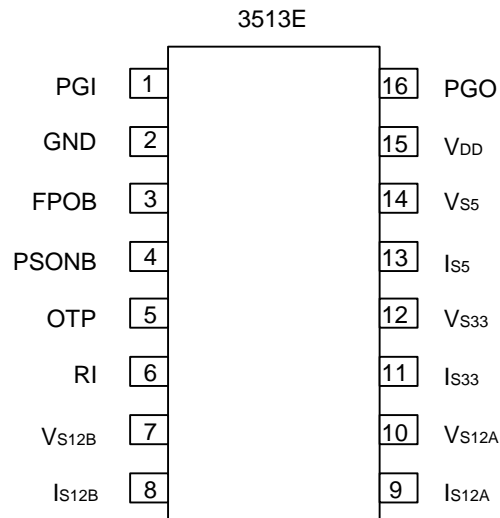 3513E
PGI 1 16 PGO
GND 2 15 VDD
FPOB 3 14 VS5
PSONB 4 13 IS5
OTP 5 12 VS33
RI 6 11 IS33
VS12B 7 10 VS12A
IS12B 8 9 IS12A